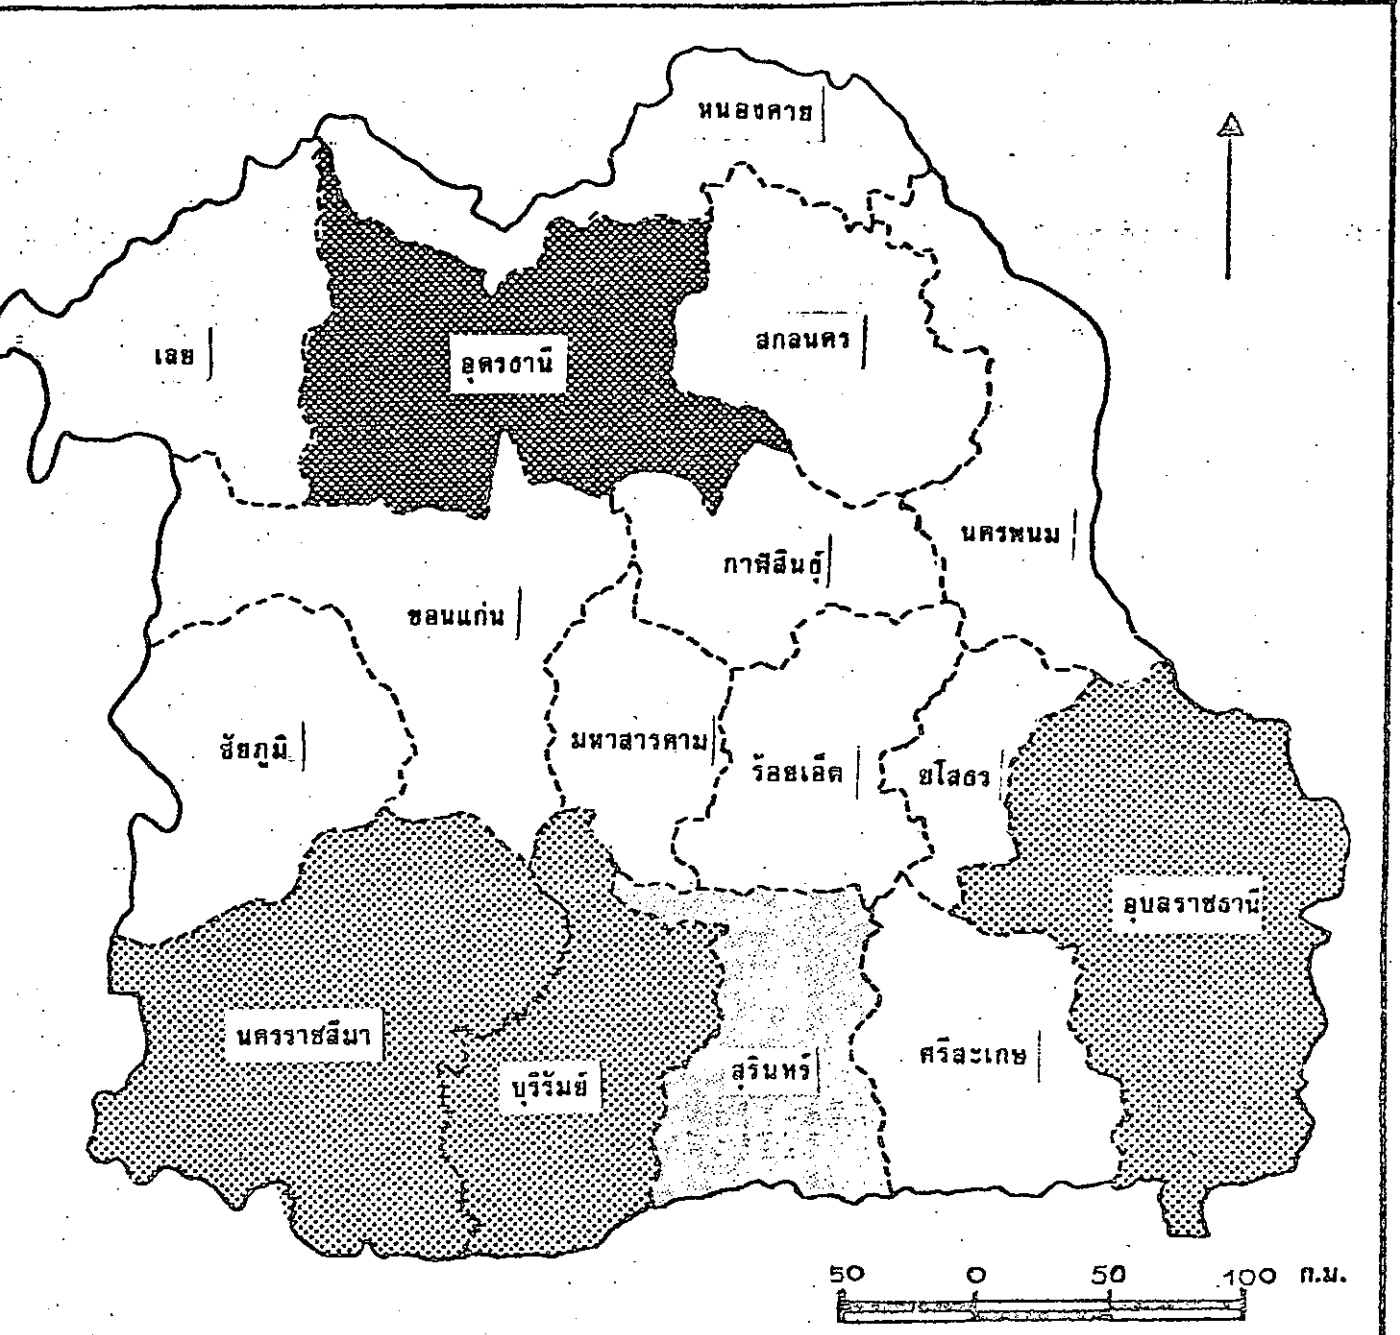 หนองคาย
สกลนคร
เลย
อุดรธานี
นครพนม
กาฬสินธุ์
ขอนแก่น
มหาสารคาม
ชัยภูมิ
ร้อยเอ็ด
ยโสธร
อุบลราชธานี
นครราชสีมา
ศรีสะเกษ
สุรินทร์
บุรีรัมย์
50 0 50 100 ก.ม.